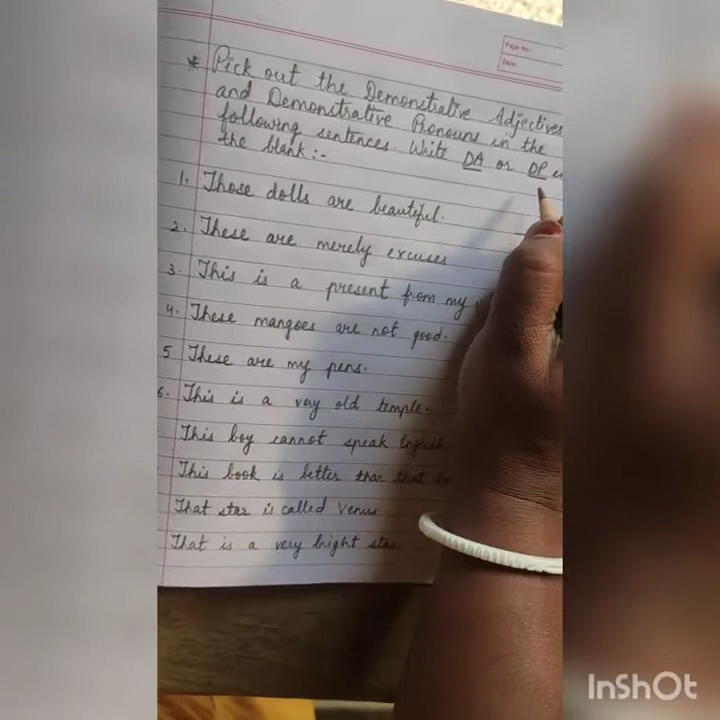 Page No.:
Date:
* Pick out the Demonstrative Adjectives
and Demonstrative Pronouns in the
following sentences. Write DA or DP
the blank:-
1. Those dolls are beautiful.
2. These are merely excuses
3. This is a present from my
4. These mangoes are not good.
5 These are my pens.
6. This is a very old temple.
This boy cannot speak English
This book is better than that
That star is called Venus
That is a very bright star
InShOt